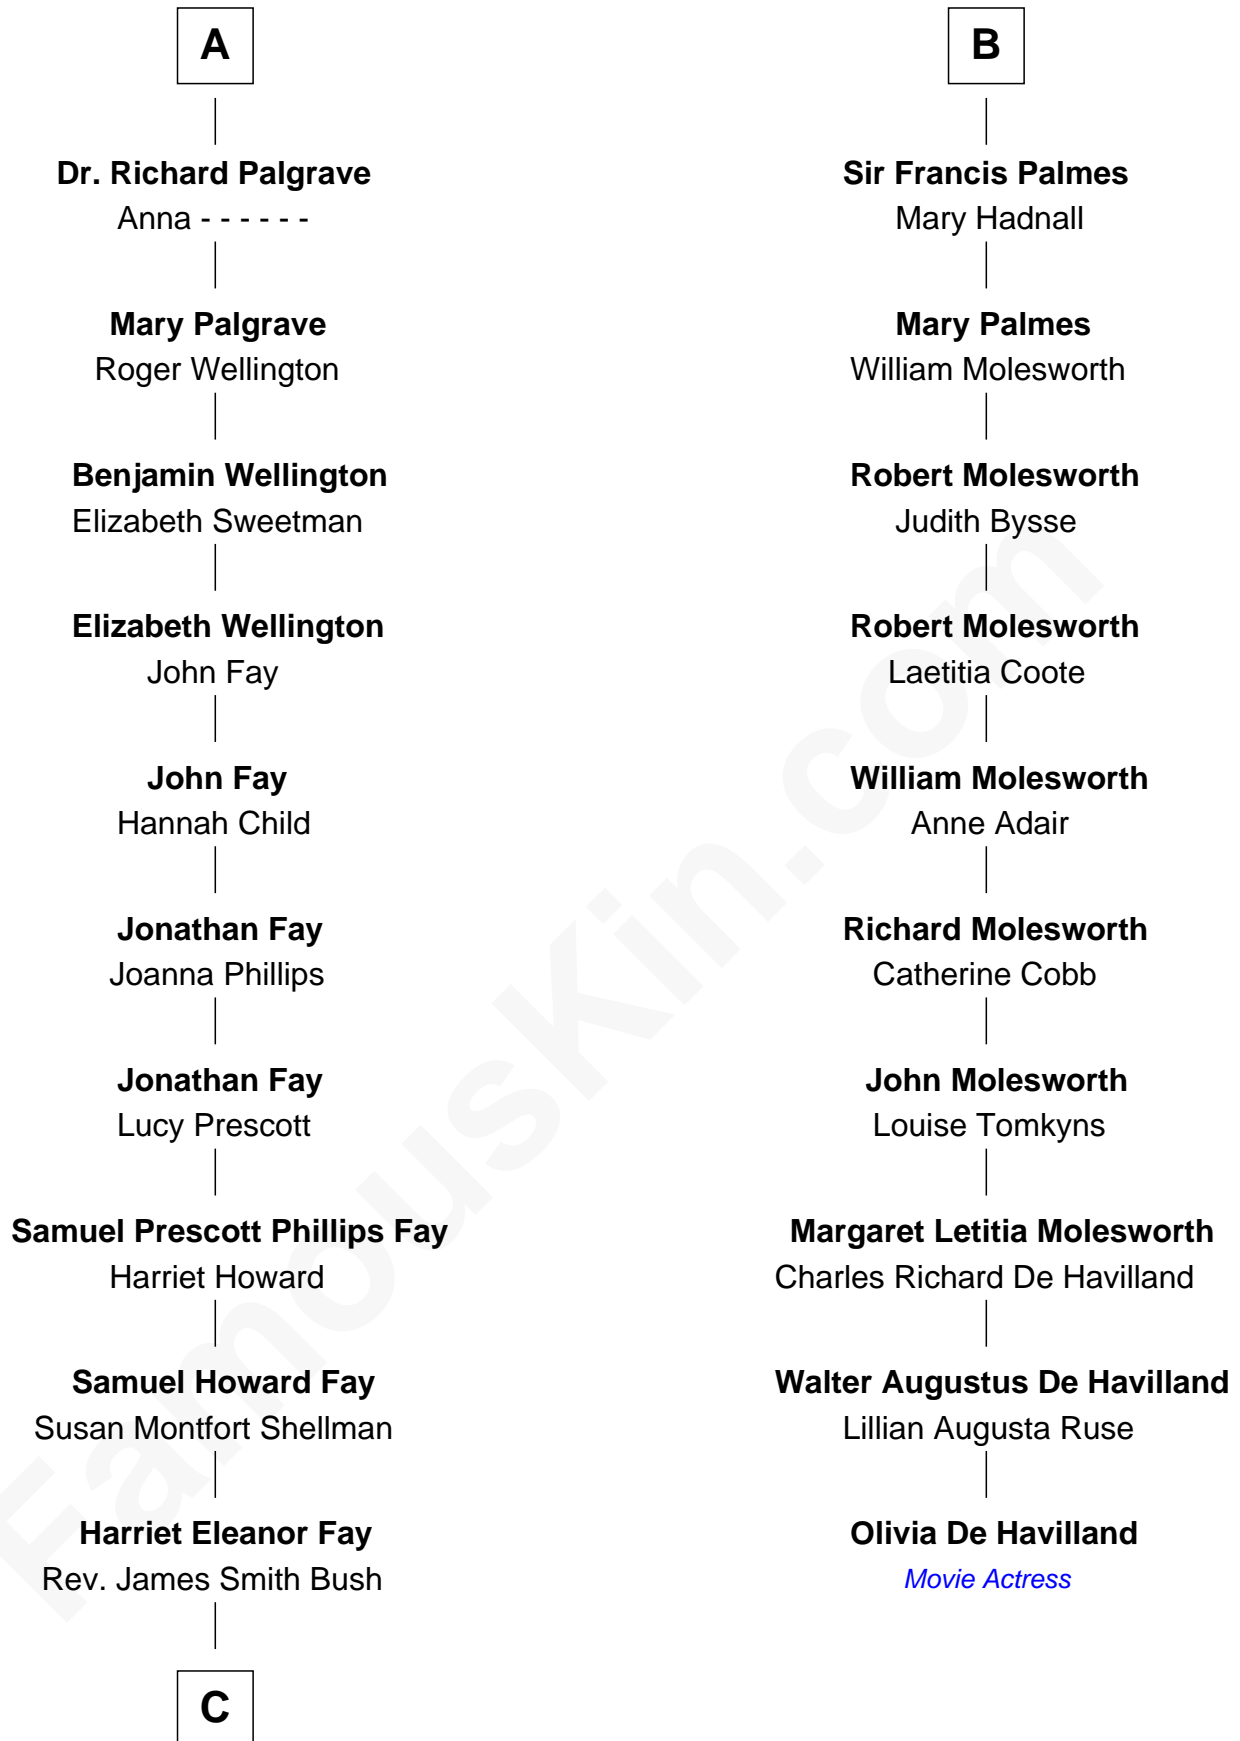 A
Dr. Richard Palgrave
Anna - - - - - -
Mary Palgrave
Roger Wellington
Benjamin Wellington
Elizabeth Sweetman
Elizabeth Wellington
John Fay
John Fay
Hannah Child
Jonathan Fay
Joanna Phillips
Jonathan Fay
Lucy Prescott
Samuel Prescott Phillips Fay
Harriet Howard
Samuel Howard Fay
Susan Montfort Shellman
Harriet Eleanor Fay
Rev. James Smith Bush
C
B
Sir Francis Palmes
Mary Hadnall
Mary Palmes
William Molesworth
Robert Molesworth
Judith Bysse
Robert Molesworth
Laetitia Coote
William Molesworth
Anne Adair
Richard Molesworth
Catherine Cobb
John Molesworth
Louise Tomkyns
Margaret Letitia Molesworth
Charles Richard De Havilland
Walter Augustus De Havilland
Lillian Augusta Ruse
Olivia De Havilland
Movie Actress
FamousKin.com